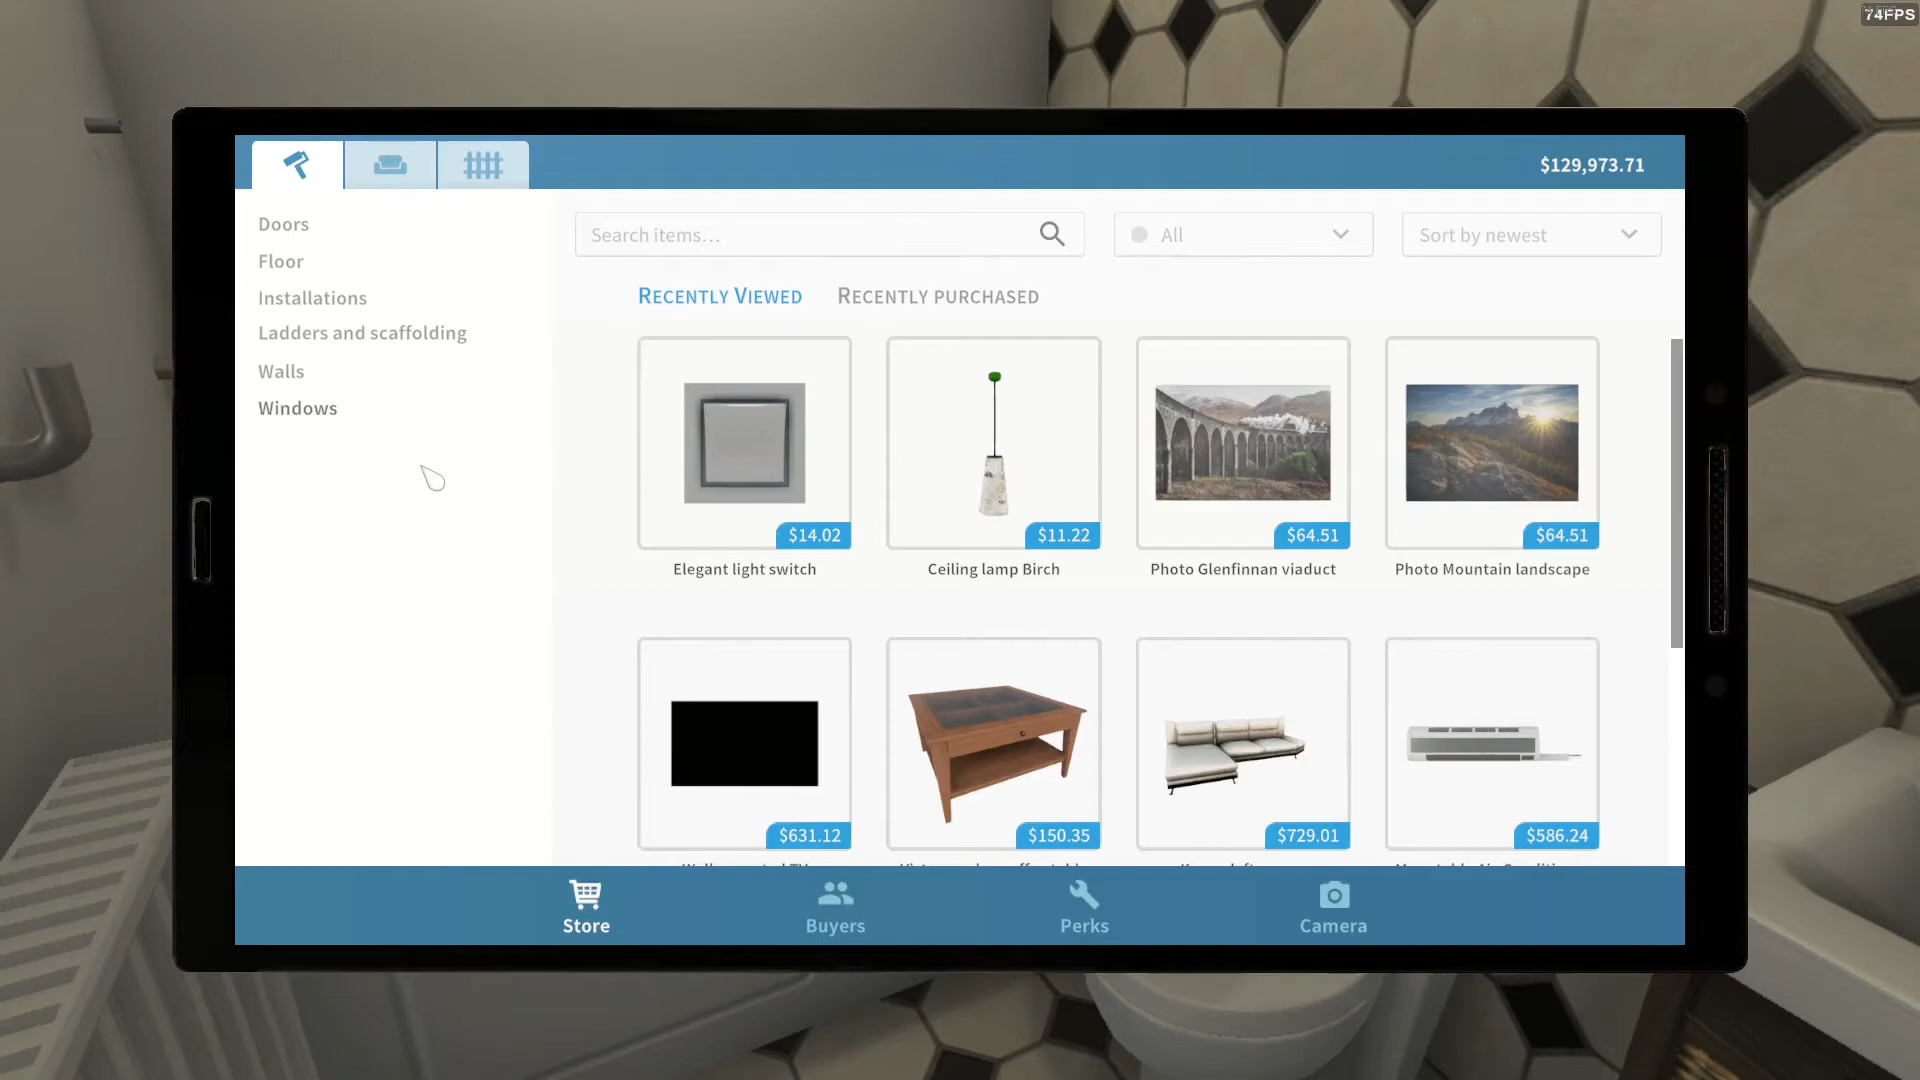 74FPS
$129,973.71
Doors
Floor
Installations
Ladders and scaffolding
Walls
Windows
Search items...
All
Sort by newest
RECENTLY VIEWED
RECENTLY PURCHASED
$14.02
$11.22
$64.51
$64.51
Elegant light switch
Ceiling lamp Birch
Photo Glenfinnan viaduct
Photo Mountain landscape
$631.12
$150.35
$729.01
$586.24
Store
Buyers
Perks
Camera